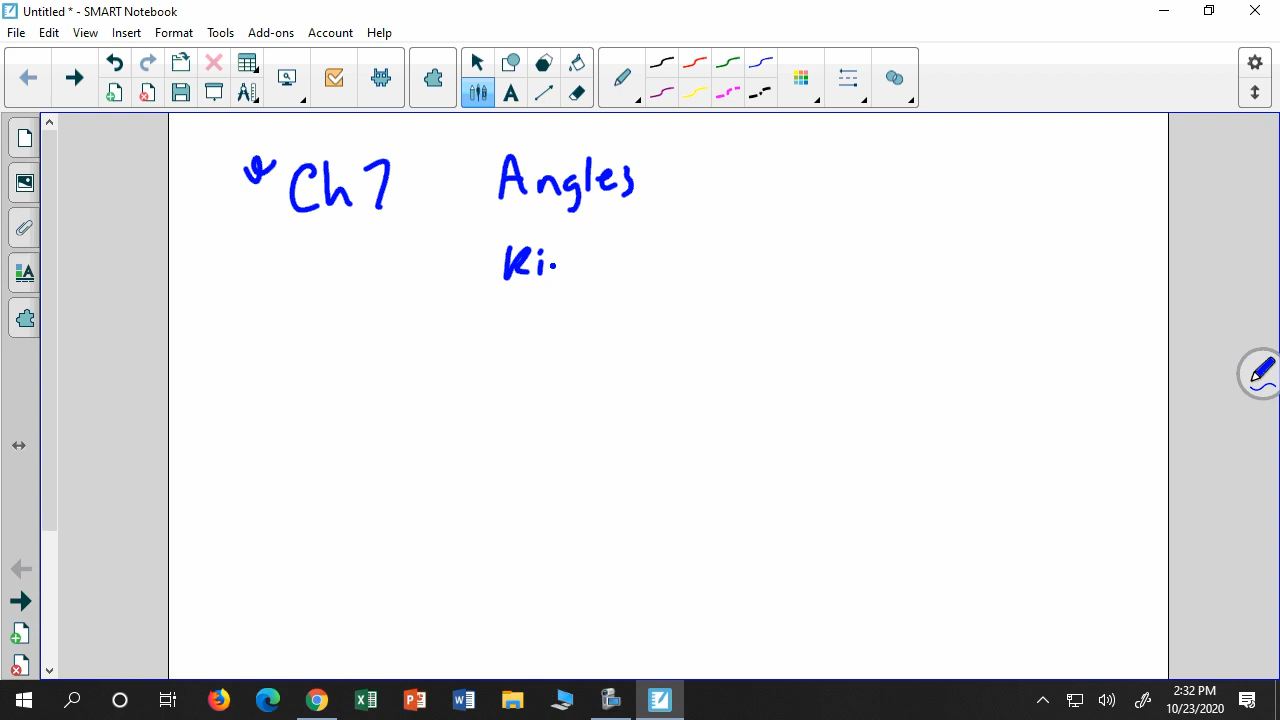 Untitled * - SMART Notebook
File Edit View Insert Format Tools Add-ons Account Help
Ch 7 Angles
Ri
2:32 PM
10/23/2020